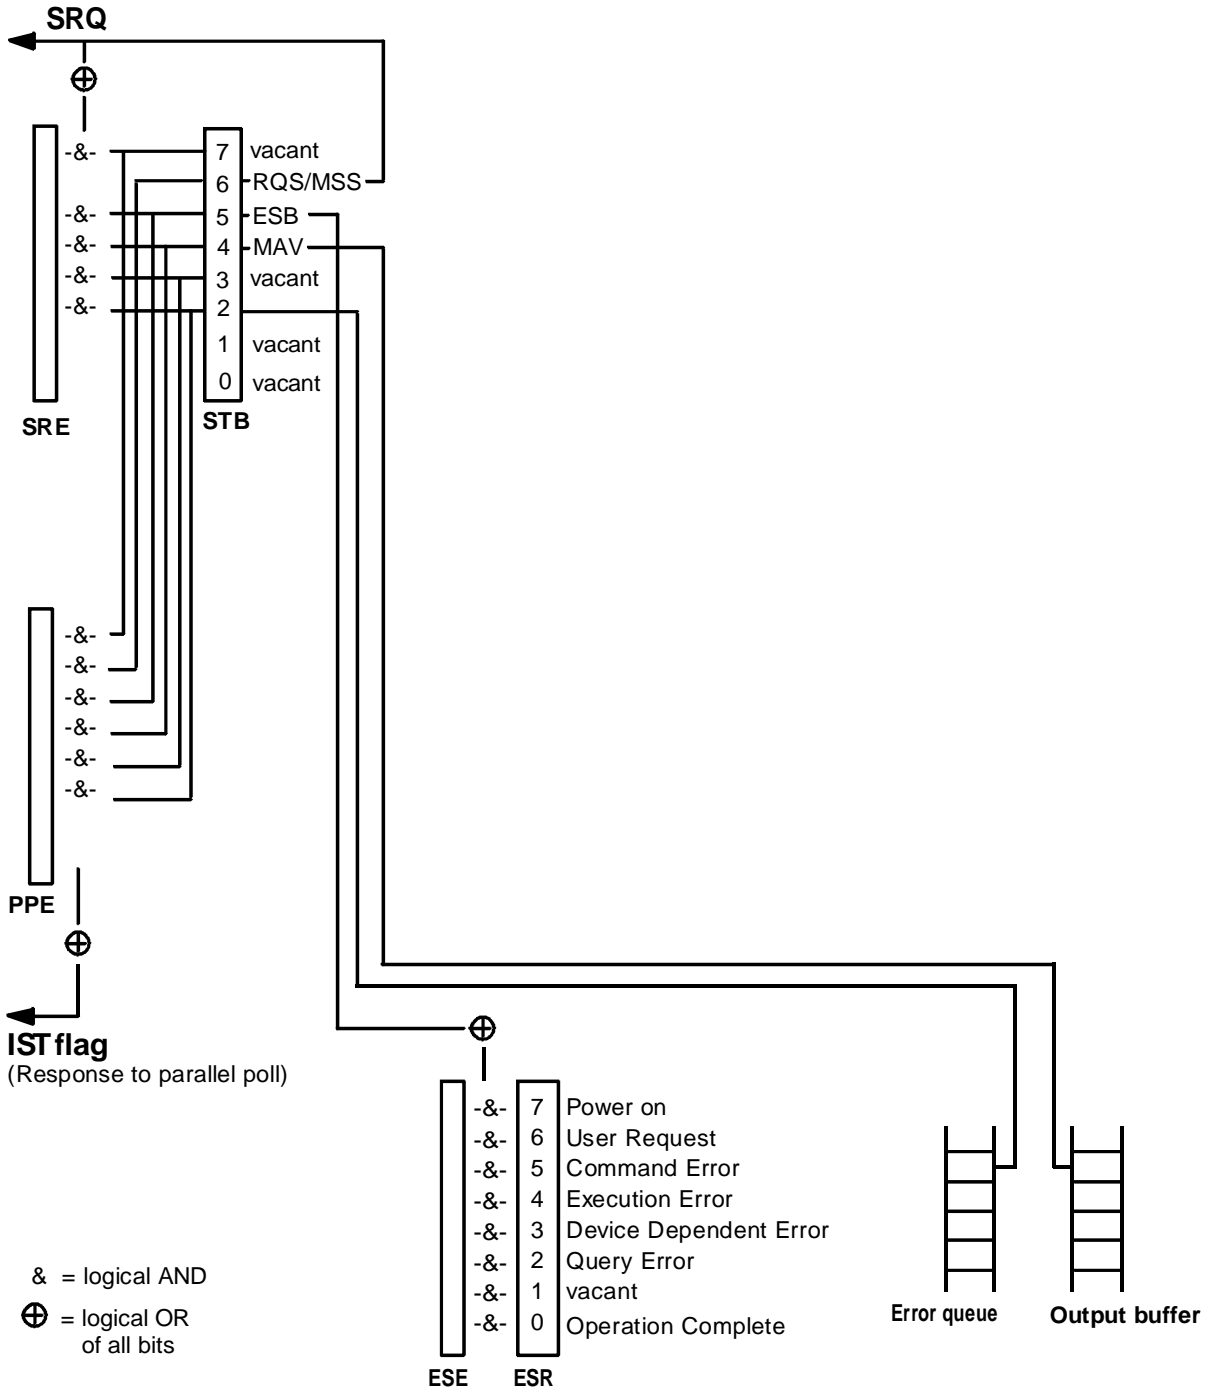 SRQ
-&- 7 vacant
6 RQS/MSS
-&- 5 ESB
-&- 4 MAV
-&- 3 vacant
-&- 2
1 vacant
0 vacant
SRE STB
-&-
-&-
-&-
-&-
-&-
-&-
PPE
IST flag
(Response to parallel poll)
-&- 7 Power on
-&- 6 User Request
-&- 5 Command Error
-&- 4 Execution Error
-&- 3 Device Dependent Error
-&- 2 Query Error
-&- 1 vacant
-&- 0 Operation Complete
ESE ESR
Error queue Output buffer
& = logical AND
⊕ = logical OR
of all bits